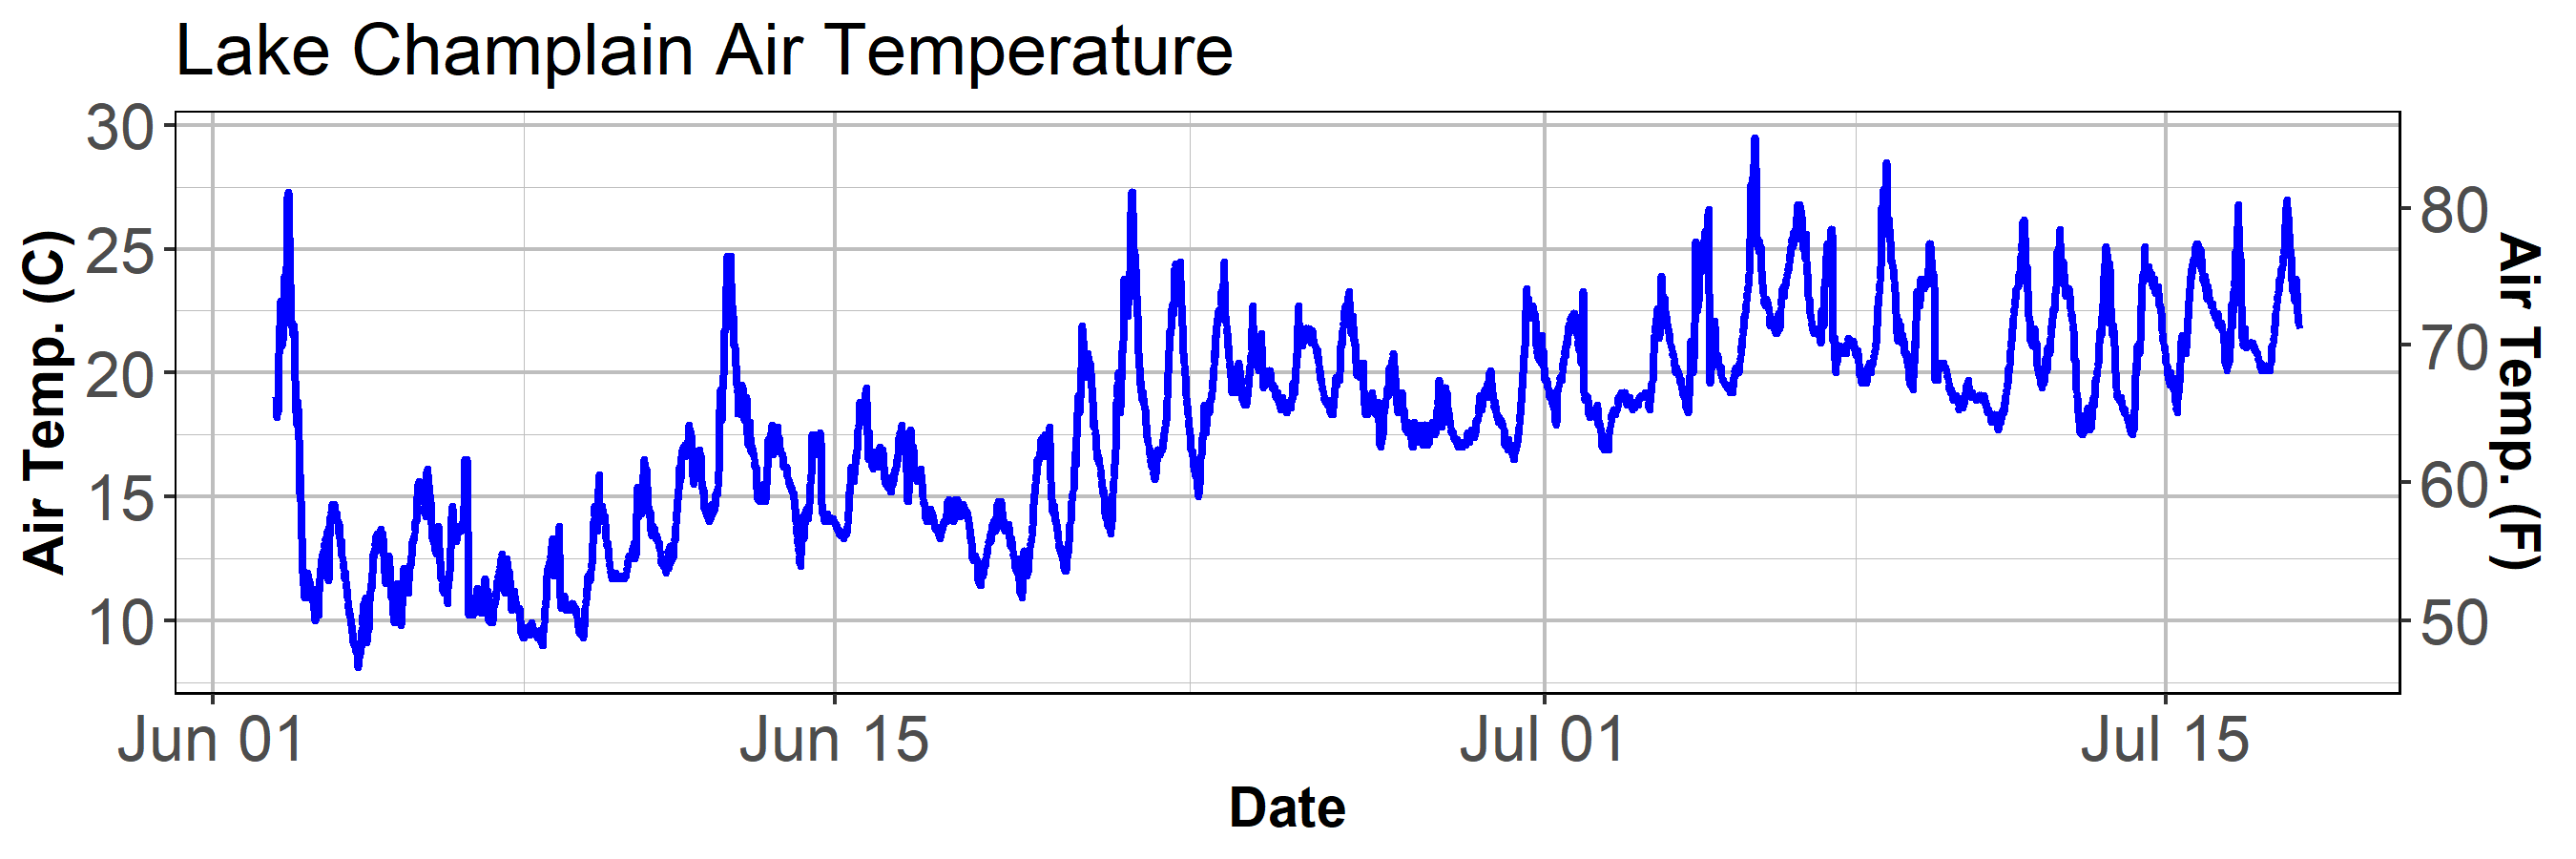 Lake Champlain Air Temperature
Air Temp. (C)
30
25
20
15
10
80
70
60
50
Air Temp. (F)
Jun 01 Jun 15 Jul 01 Jul 15
Date